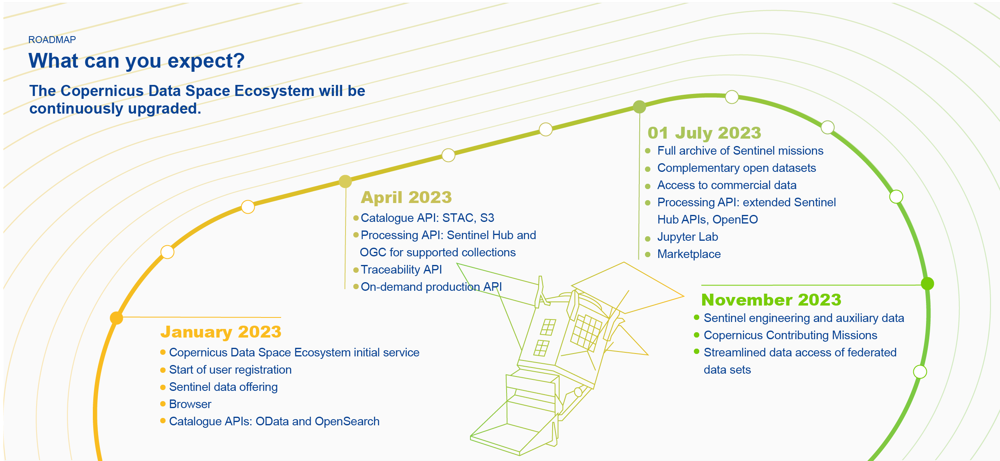 ROADMAP
What can you expect?
The Copernicus Data Space Ecosystem will be
continuously upgraded.
January 2023
Copernicus Data Space Ecosystem initial service
Start of user registration
Sentinel data offering
Browser
Catalogue APIs: OData and OpenSearch
April 2023
Catalogue API: STAC, S3
Processing API: Sentinel Hub and
OGC for supported collections
Traceability API
On-demand production API
01 July 2023
Full archive of Sentinel missions
Complementary open datasets
Access to commercial data
Processing API: extended Sentinel
Hub APIs, OpenEO
Jupyter Lab
Marketplace
November 2023
Sentinel engineering and auxiliary data
Copernicus Contributing Missions
Streamlined data access of federated
data sets